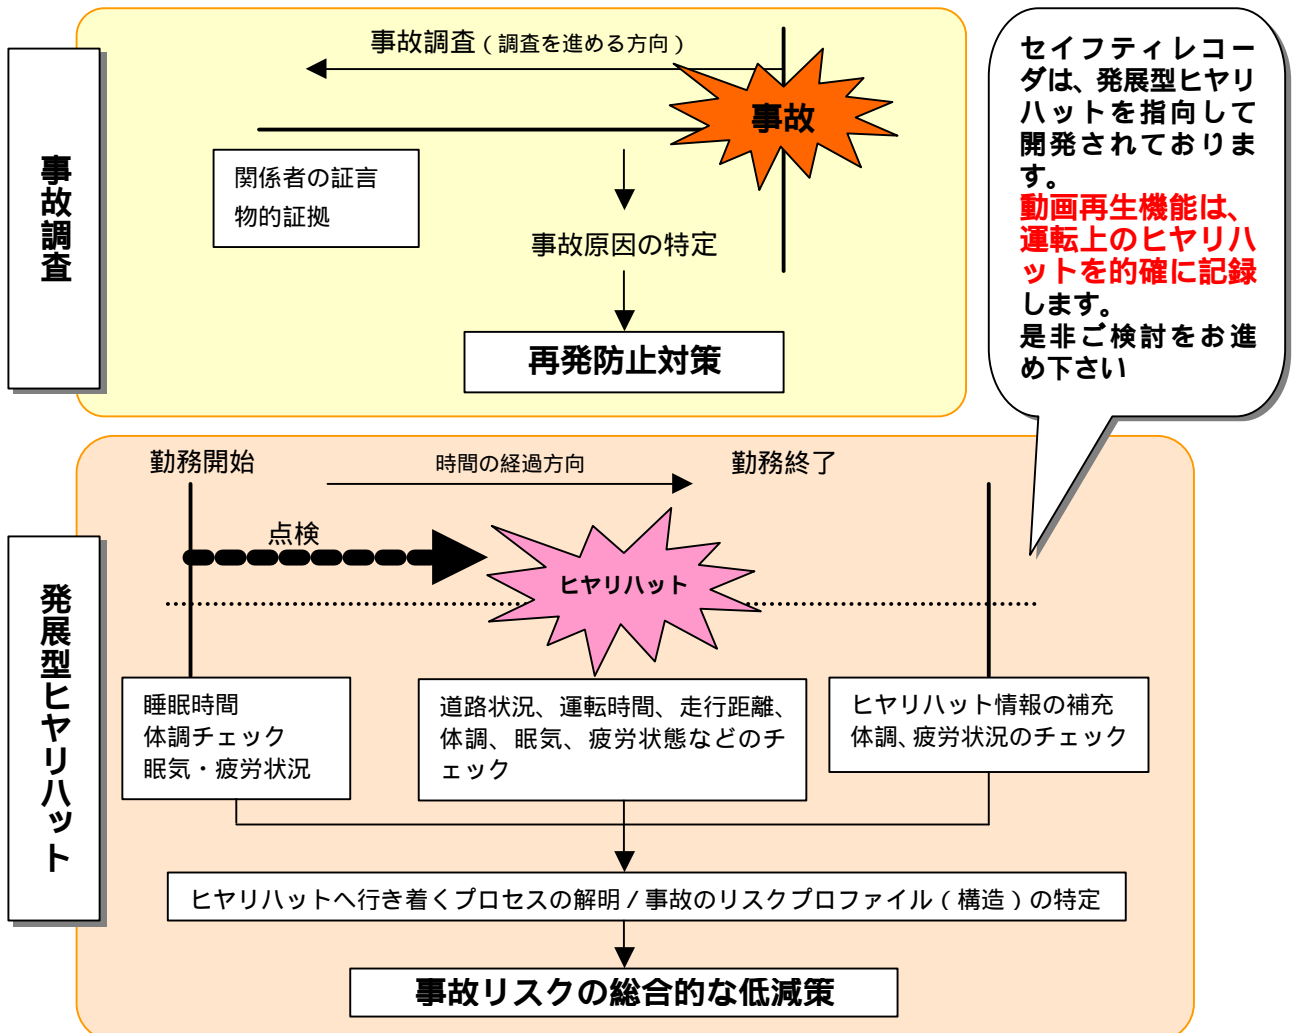 事故調査
事故調査（調査を進める方向）
事故
関係者の証言
物的証拠
事故原因の特定
再発防止対策
セイフティレコー
ダは、発展型ヒヤリ
ハットを指向して
開発されておりま
す。
動画再生機能は、
運転上のヒヤリハ
ットを的確に記録
します。
是非ご検討をお進
め下さい
発展型ヒヤリハット
勤務開始
時間の経過方向
勤務終了
点検
ヒヤリハット
睡眠時間
体調チェック
眠気・疲労状況
道路状況、運転時間、走行距離、
体調、眠気、疲労状態などのチ
ェック
ヒヤリハット情報の補充
体調、疲労状況のチェック
ヒヤリハットへ行き着くプロセスの解明/事故のリスクプロファイル（構造）の特定
事故リスクの総合的な低減策